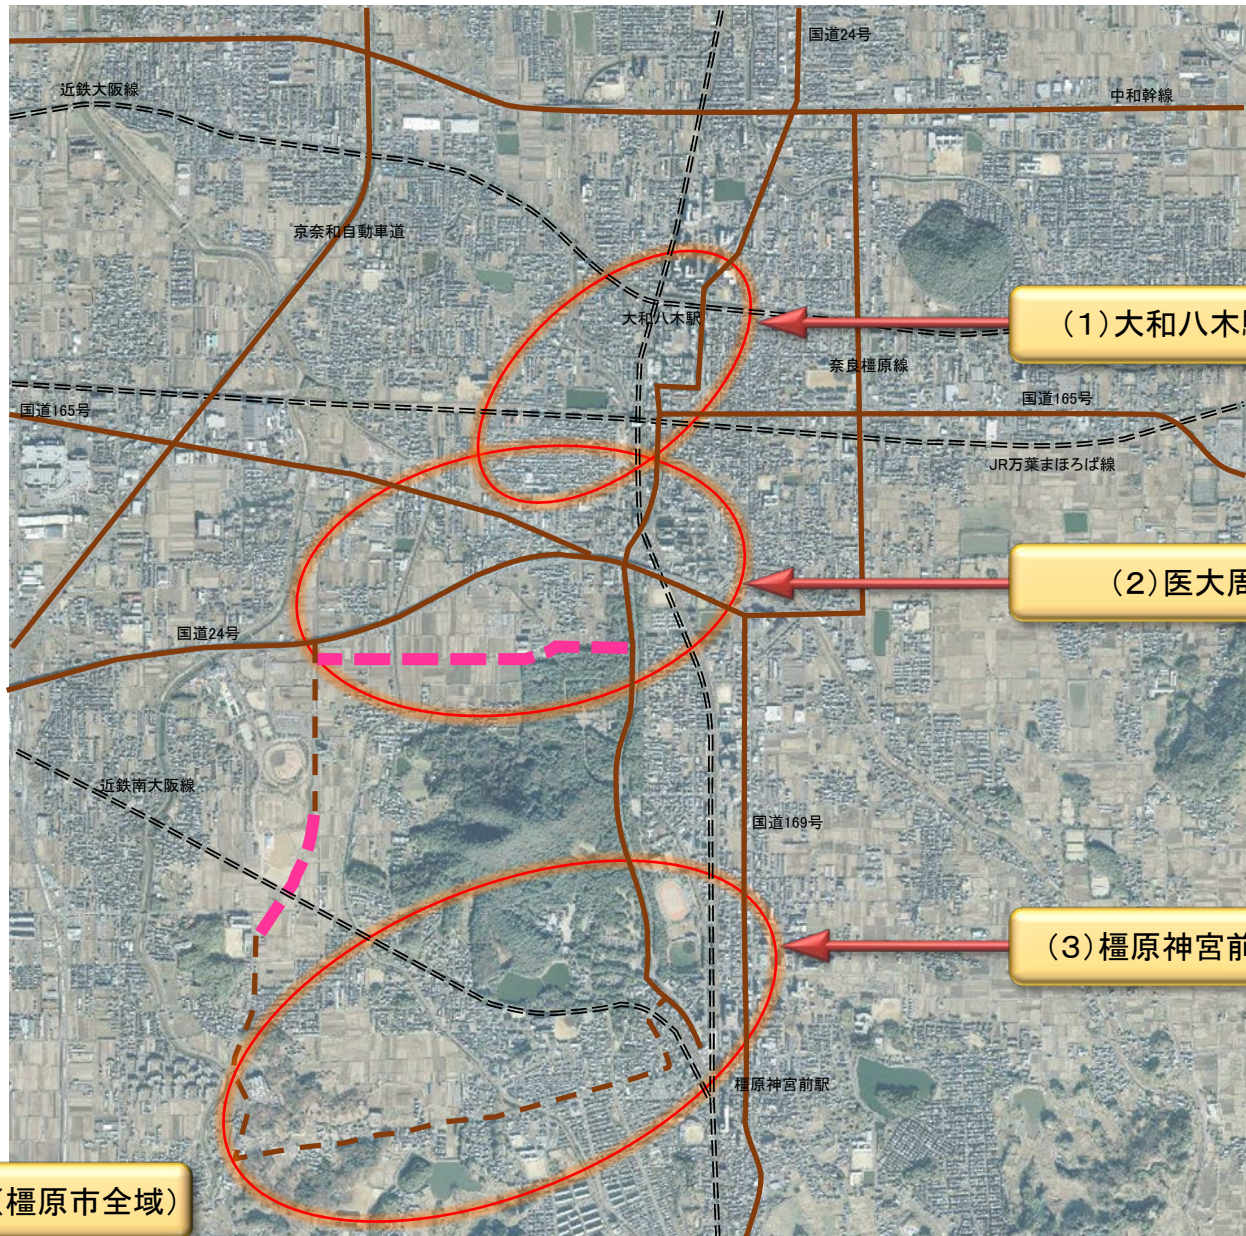 国道24号
近鉄大阪線
中和幹線
京奈和自動車道
大和八木駅
(1)大和八木
奈良橿原線
国道165号
国道165号
JR万葉まほろば線
(2)医大周
国道24号
近鉄南大阪線
国道169号
(3)橿原神宮前
橿原神宮前駅
(橿原市全域)